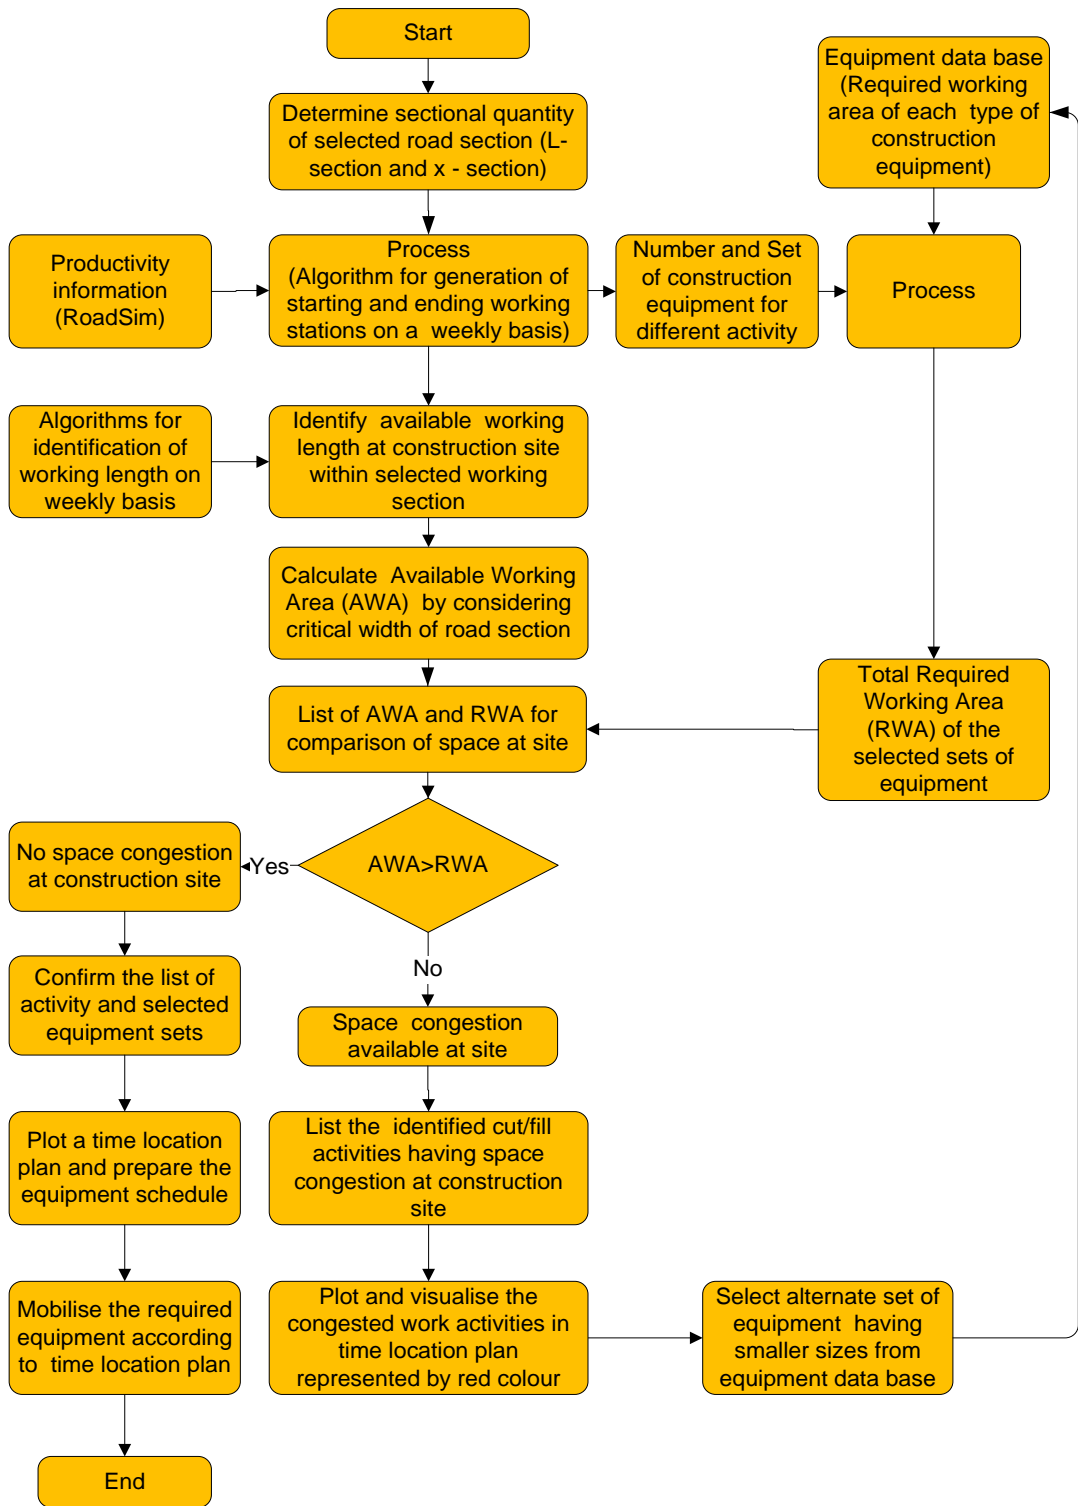 Start
Equipment data base
(Required working
area of each type of
construction
equipment)
Determine sectional quantity
of selected road section (L-
section and x - section)
Productivity
information
(RoadSim)
Process
(Algorithm for generation of
starting and ending working
stations on a weekly basis)
Number and Set
of construction
equipment for
different activity
Process
Algorithms for
identification of
working length on
weekly basis
Identify available working
length at construction site
within selected working
section
Calculate Available Working
Area (AWA) by considering
critical width of road section
List of AWA and RWA for
comparison of space at site
Total Required
Working Area
(RWA) of the
selected sets of
equipment
No space congestion
at construction site
Yes
AWA>RWA
No
Confirm the list of
activity and selected
equipment sets
Space congestion
available at site
Plot a time location
plan and prepare the
equipment schedule
List the identified cut/fill
activities having space
congestion at construction
site
Mobilise the required
equipment according
to time location plan
Plot and visualise the
congested work activities in
time location plan
represented by red colour
Select alternate set of
equipment having
smaller sizes from
equipment data base
End